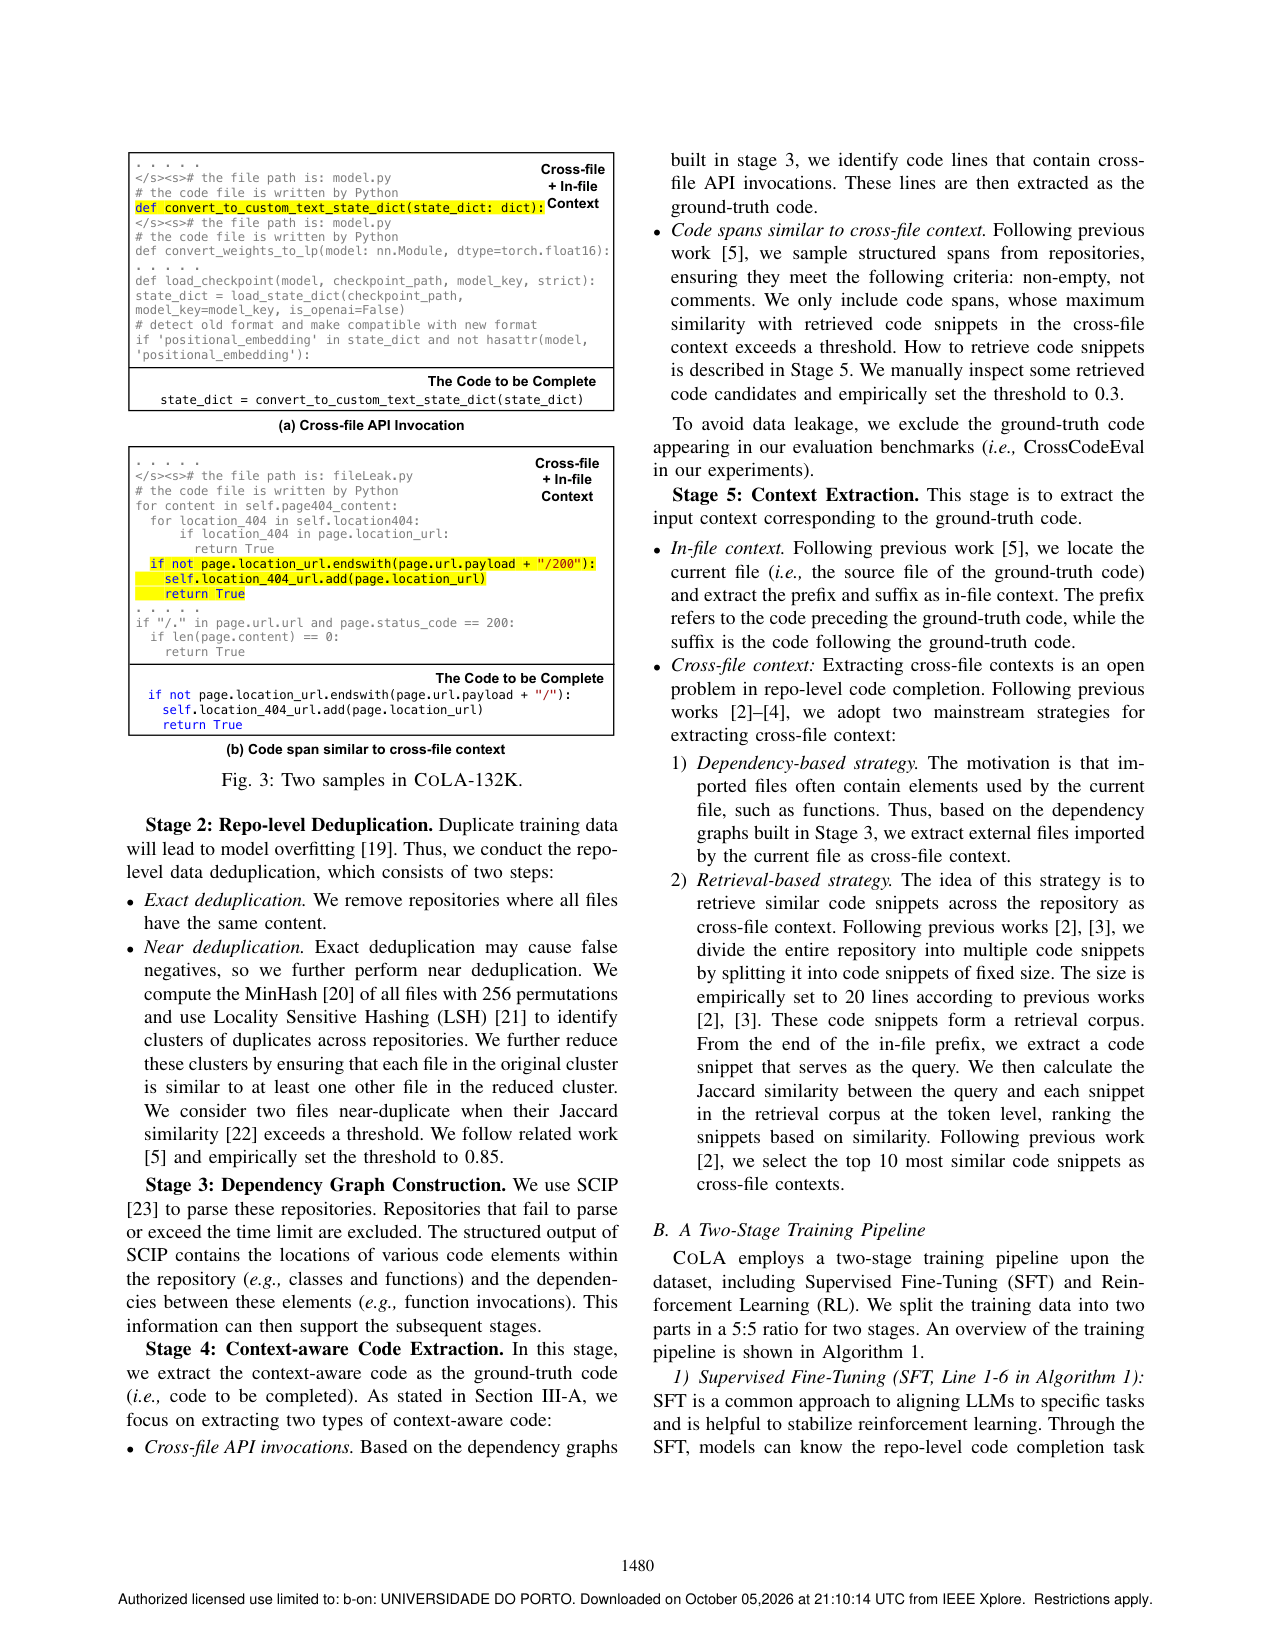 . . . . .
</s><s># the file path is: model.py
# the code file is written by Python
def convert_to_custom_text_state_dict(state_dict: dict):
</s><s># the file path is: model.py
# the code file is written by Python
def convert_weights_to_lp(model: nn.Module, dtype=torch.float16):
. . . . .
def load_checkpoint(model, checkpoint_path, model_key, strict):
state_dict = load_state_dict(checkpoint_path,
model_key=model_key, is_openai=False)
# detect old format and make compatible with new format
if 'positional_embedding' in state_dict and not hasattr(model,
'positional_embedding'):
Cross-file
+ In-file
Context
The Code to be Complete
state_dict = convert_to_custom_text_state_dict(state_dict)
(a) Cross-file API Invocation
. . . . .
</s><s># the file path is: fileLeak.py
# the code file is written by Python
for content in self.page404_content:
for location_404 in self.location404:
if location_404 in page.location_url:
return True
if not page.location_url.endswith(page.url.payload + "/200"):
self.location_404_url.add(page.location_url)
return True
. . . . .
if "/." in page.url.url and page.status_code == 200:
if len(page.content) == 0:
return True
Cross-file
+ In-file
Context
The Code to be Complete
if not page.location_url.endswith(page.url.payload + "/"):
self.location_404_url.add(page.location_url)
return True
(b) Code span similar to cross-file context
Fig. 3: Two samples in COLA-132K.
Stage 2: Repo-level Deduplication. Duplicate training data
will lead to model overfitting [19]. Thus, we conduct the repo-
level data deduplication, which consists of two steps:
• Exact deduplication. We remove repositories where all files
have the same content.
• Near deduplication. Exact deduplication may cause false
negatives, so we further perform near deduplication. We
compute the MinHash [20] of all files with 256 permutations
and use Locality Sensitive Hashing (LSH) [21] to identify
clusters of duplicates across repositories. We further reduce
these clusters by ensuring that each file in the original cluster
is similar to at least one other file in the reduced cluster.
We consider two files near-duplicate when their Jaccard
similarity [22] exceeds a threshold. We follow related work
[5] and empirically set the threshold to 0.85.
Stage 3: Dependency Graph Construction. We use SCIP
[23] to parse these repositories. Repositories that fail to parse
or exceed the time limit are excluded. The structured output of
SCIP contains the locations of various code elements within
the repository (e.g., classes and functions) and the dependen-
cies between these elements (e.g., function invocations). This
information can then support the subsequent stages.
Stage 4: Context-aware Code Extraction. In this stage,
we extract the context-aware code as the ground-truth code
(i.e., code to be completed). As stated in Section III-A, we
focus on extracting two types of context-aware code:
• Cross-file API invocations. Based on the dependency graphs
built in stage 3, we identify code lines that contain cross-
file API invocations. These lines are then extracted as the
ground-truth code.
• Code spans similar to cross-file context. Following previous
work [5], we sample structured spans from repositories,
ensuring they meet the following criteria: non-empty, not
comments. We only include code spans, whose maximum
similarity with retrieved code snippets in the cross-file
context exceeds a threshold. How to retrieve code snippets
is described in Stage 5. We manually inspect some retrieved
code candidates and empirically set the threshold to 0.3.
To avoid data leakage, we exclude the ground-truth code
appearing in our evaluation benchmarks (i.e., CrossCodeEval
in our experiments).
Stage 5: Context Extraction. This stage is to extract the
input context corresponding to the ground-truth code.
• In-file context. Following previous work [5], we locate the
current file (i.e., the source file of the ground-truth code)
and extract the prefix and suffix as in-file context. The prefix
refers to the code preceding the ground-truth code, while the
suffix is the code following the ground-truth code.
• Cross-file context: Extracting cross-file contexts is an open
problem in repo-level code completion. Following previous
works [2]–[4], we adopt two mainstream strategies for
extracting cross-file context:
1) Dependency-based strategy. The motivation is that im-
ported files often contain elements used by the current
file, such as functions. Thus, based on the dependency
graphs built in Stage 3, we extract external files imported
by the current file as cross-file context.
2) Retrieval-based strategy. The idea of this strategy is to
retrieve similar code snippets across the repository as
cross-file context. Following previous works [2], [3], we
divide the entire repository into multiple code snippets
by splitting it into code snippets of fixed size. The size is
empirically set to 20 lines according to previous works
[2], [3]. These code snippets form a retrieval corpus.
From the end of the in-file prefix, we extract a code
snippet that serves as the query. We then calculate the
Jaccard similarity between the query and each snippet
in the retrieval corpus at the token level, ranking the
snippets based on similarity. Following previous work
[2], we select the top 10 most similar code snippets as
cross-file contexts.
B. A Two-Stage Training Pipeline
COLA employs a two-stage training pipeline upon the
dataset, including Supervised Fine-Tuning (SFT) and Rein-
forcement Learning (RL). We split the training data into two
parts in a 5:5 ratio for two stages. An overview of the training
pipeline is shown in Algorithm 1.
1) Supervised Fine-Tuning (SFT, Line 1-6 in Algorithm 1):
SFT is a common approach to aligning LLMs to specific tasks
and is helpful to stabilize reinforcement learning. Through the
SFT, models can know the repo-level code completion task
1480
Authorized licensed use limited to: b-on: UNIVERSIDADE DO PORTO. Downloaded on October 05,2026 at 21:10:14 UTC from IEEE Xplore. Restrictions apply.